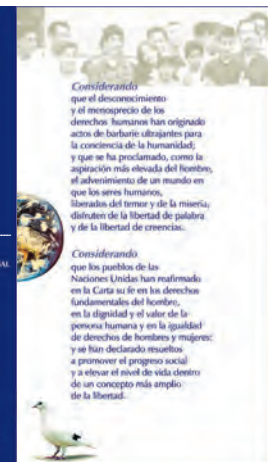 Considerando
que el desconocimiento
y el menosprecio de los
derechos humanos han originado
actos de barbarie ultrajantes para
la conciencia de la humanidad;
y que se ha proclamado, como la
aspiración más elevada del hombre,
el advenimiento de un mundo en
que los seres humanos,
liberados del temor y de la miseria,
disfruten de la libertad de palabra
y de la libertad de creencias.
Considerando
que los pueblos de las
Naciones Unidas han reafirmado
en la Carta su fe en los derechos
fundamentales del hombre,
en la dignidad y el valor de la
persona humana y en la igualdad
de derechos de hombres y mujeres;
y se han declarado resueltos
a promover el progreso social
y a elevar el nivel de vida dentro
de un concepto más amplio
de la libertad.